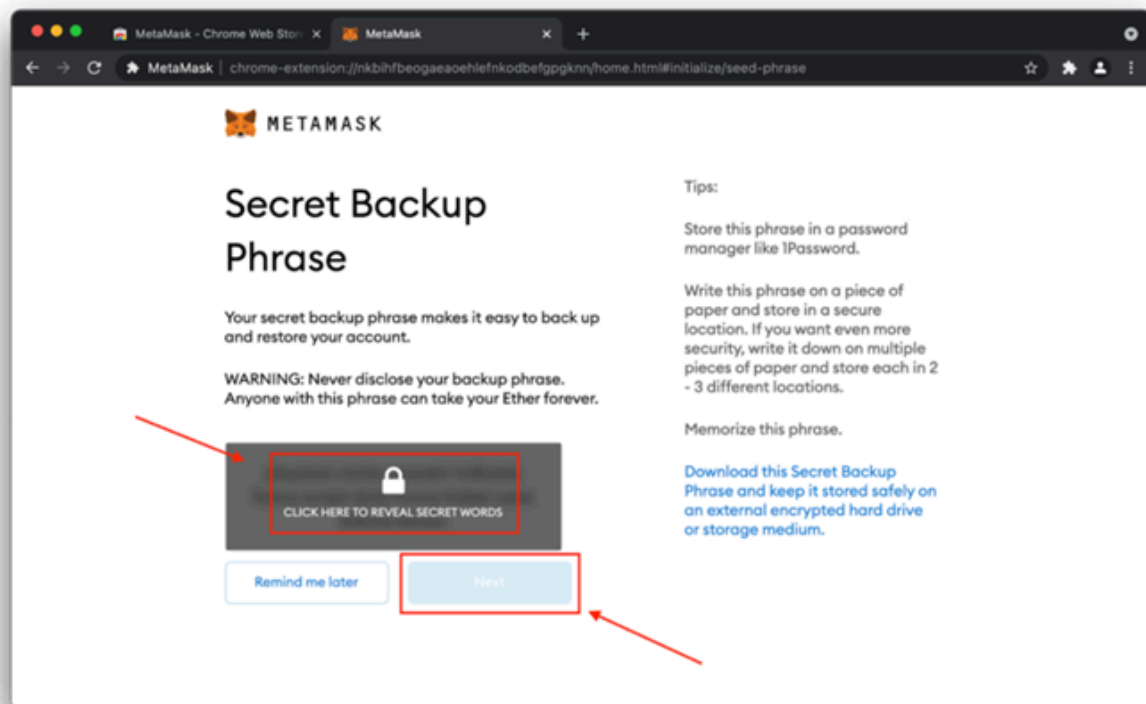 MetaMask - Chrome Web Stor
MetaMask
MetaMask
chrome-extension://nkbihfbeogaeaoehlefnkodbefgpgknn/home.html#initialize/seed-phrase
METAMASK
Secret Backup
Phrase
Your secret backup phrase makes it easy to back up
and restore your account.
WARNING: Never disclose your backup phrase.
Anyone with this phrase can take your Ether forever.
CLICK HERE TO REVEAL SECRET WORDS
Remind me later
Next
Tips:
Store this phrase in a password
manager like 1Password.
Write this phrase on a piece of
paper and store in a secure
location. If you want even more
security, write it down on multiple
pieces of paper and store each in 2
- 3 different locations.
Memorize this phrase.
Download this Secret Backup
Phrase and keep it stored safely on
an external encrypted hard drive
or storage medium.